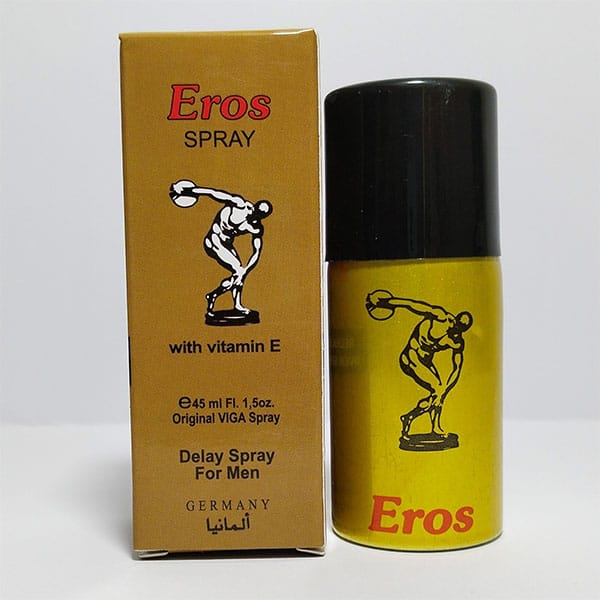 Eros
SPRAY
with vitamin E
℮45 ml Fl. 1,5oz.
Original VIGA Spray
Delay Spray
For Men
GERMANY
ألمانيا
Eros